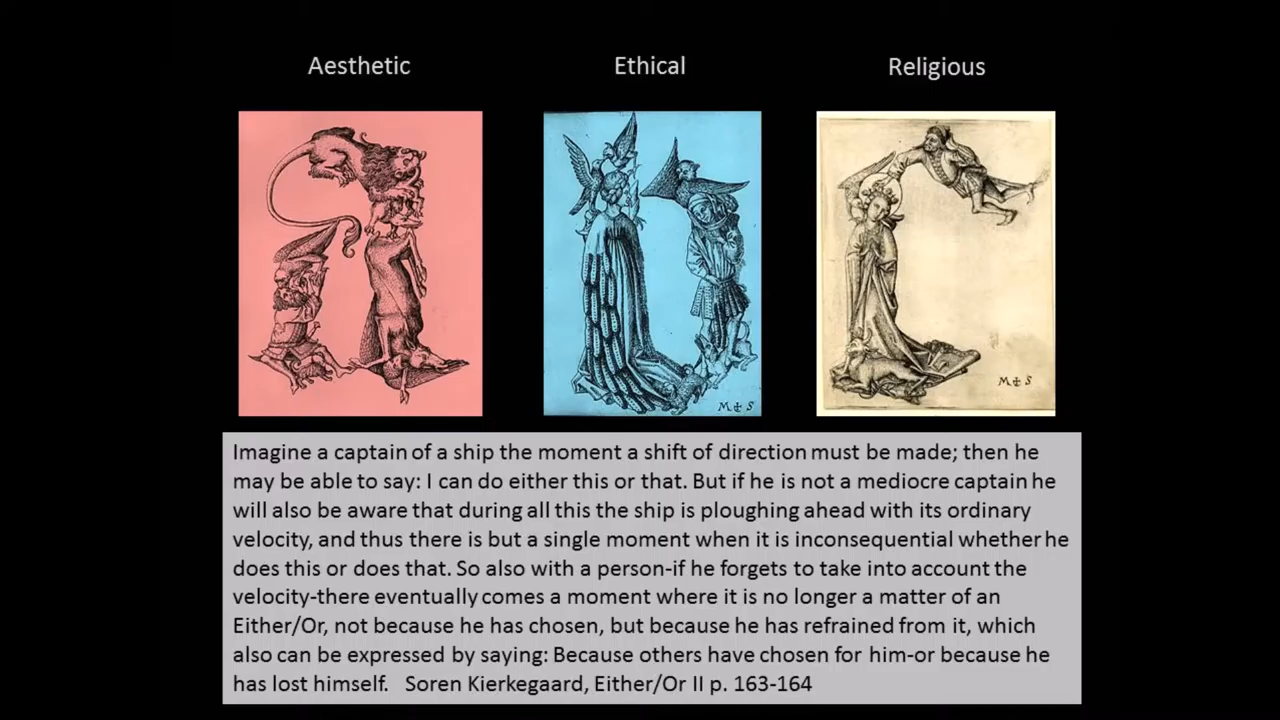 Aesthetic
Ethical
Religious
M ✝ S
M ✝ S
Imagine a captain of a ship the moment a shift of direction must be made; then he
may be able to say: I can do either this or that. But if he is not a mediocre captain he
will also be aware that during all this the ship is ploughing ahead with its ordinary
velocity, and thus there is but a single moment when it is inconsequential whether he
does this or does that. So also with a person-if he forgets to take into account the
velocity-there eventually comes a moment where it is no longer a matter of an
Either/Or, not because he has chosen, but because he has refrained from it, which
also can be expressed by saying: Because others have chosen for him-or because he
has lost himself.   Soren Kierkegaard, Either/Or II p. 163-164